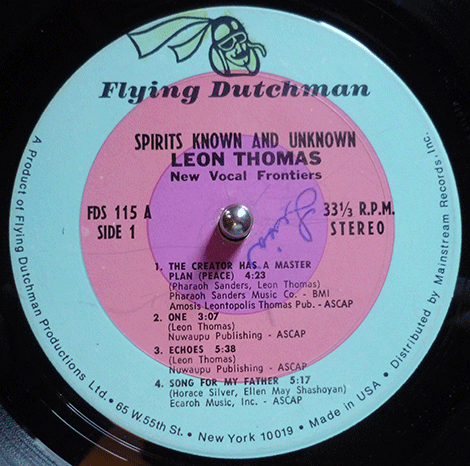 Flying Dutchman
SPIRITS KNOWN AND UNKNOWN
LEON THOMAS
New Vocal Frontiers
FDS 115 A
SIDE 1
33⅓ R.P.M.
STEREO
1. THE CREATOR HAS A MASTER
PLAN (PEACE) 4:23
(Pharaoh Sanders, Leon Thomas)
Pharaoh Sanders Music Co. - BMI
Amosis Leontopolis Thomas Pub. - ASCAP
2. ONE 3:07
(Leon Thomas)
Nuwaupu Publishing - ASCAP
3. ECHOES 5:38
(Leon Thomas)
Nuwaupu Publishing - ASCAP
4. SONG FOR MY FATHER 5:17
(Horace Silver, Ellen May Shashoyan)
Ecaroh Music, Inc. - ASCAP
A Product of Flying Dutchman Productions Ltd. • 65 W. 55th St. • New York 10019 • Made in USA • Distributed by Mainstream Records, Inc.